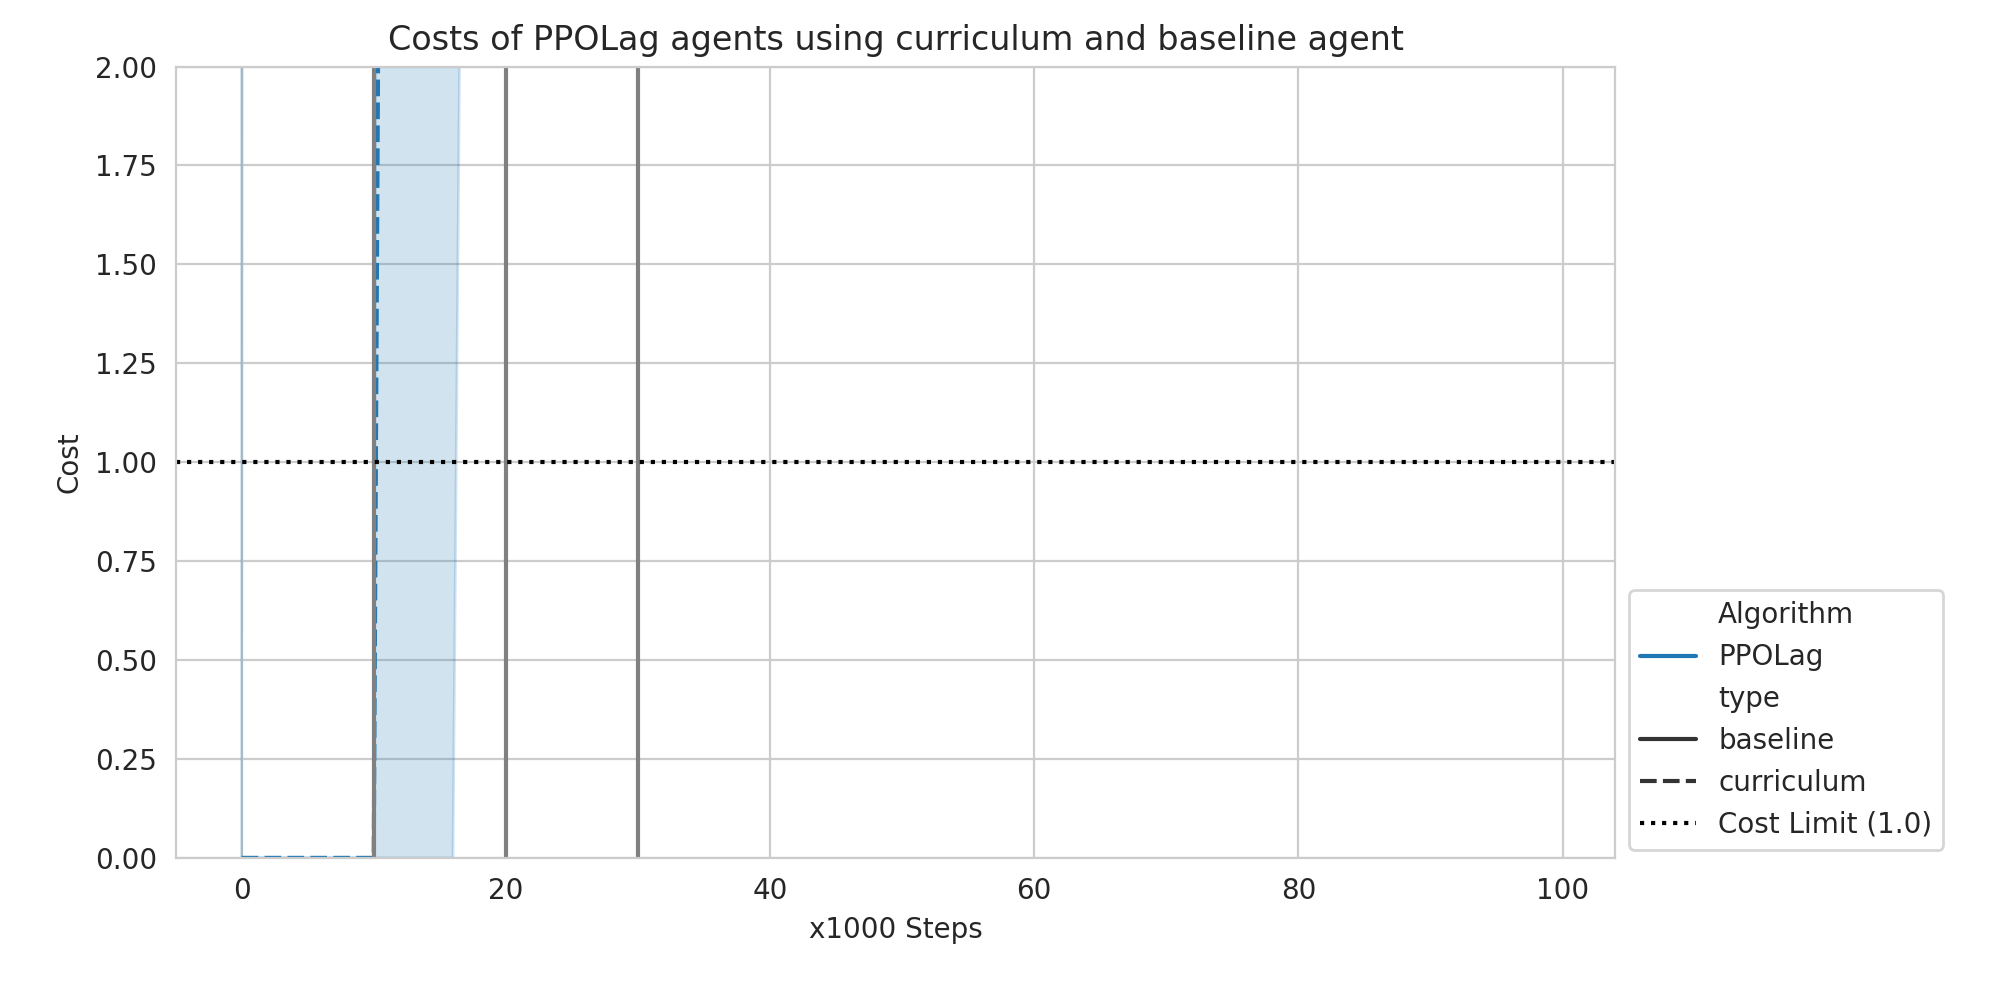 Costs of PPOLag agents using curriculum and baseline agent
2.00
1.75
1.50
1.25
1.00
0.75
0.50
0.25
0.00
Cost
0 20 40 60 80 100
x1000 Steps
Algorithm
PPOLag
type
baseline
curriculum
Cost Limit (1.0)